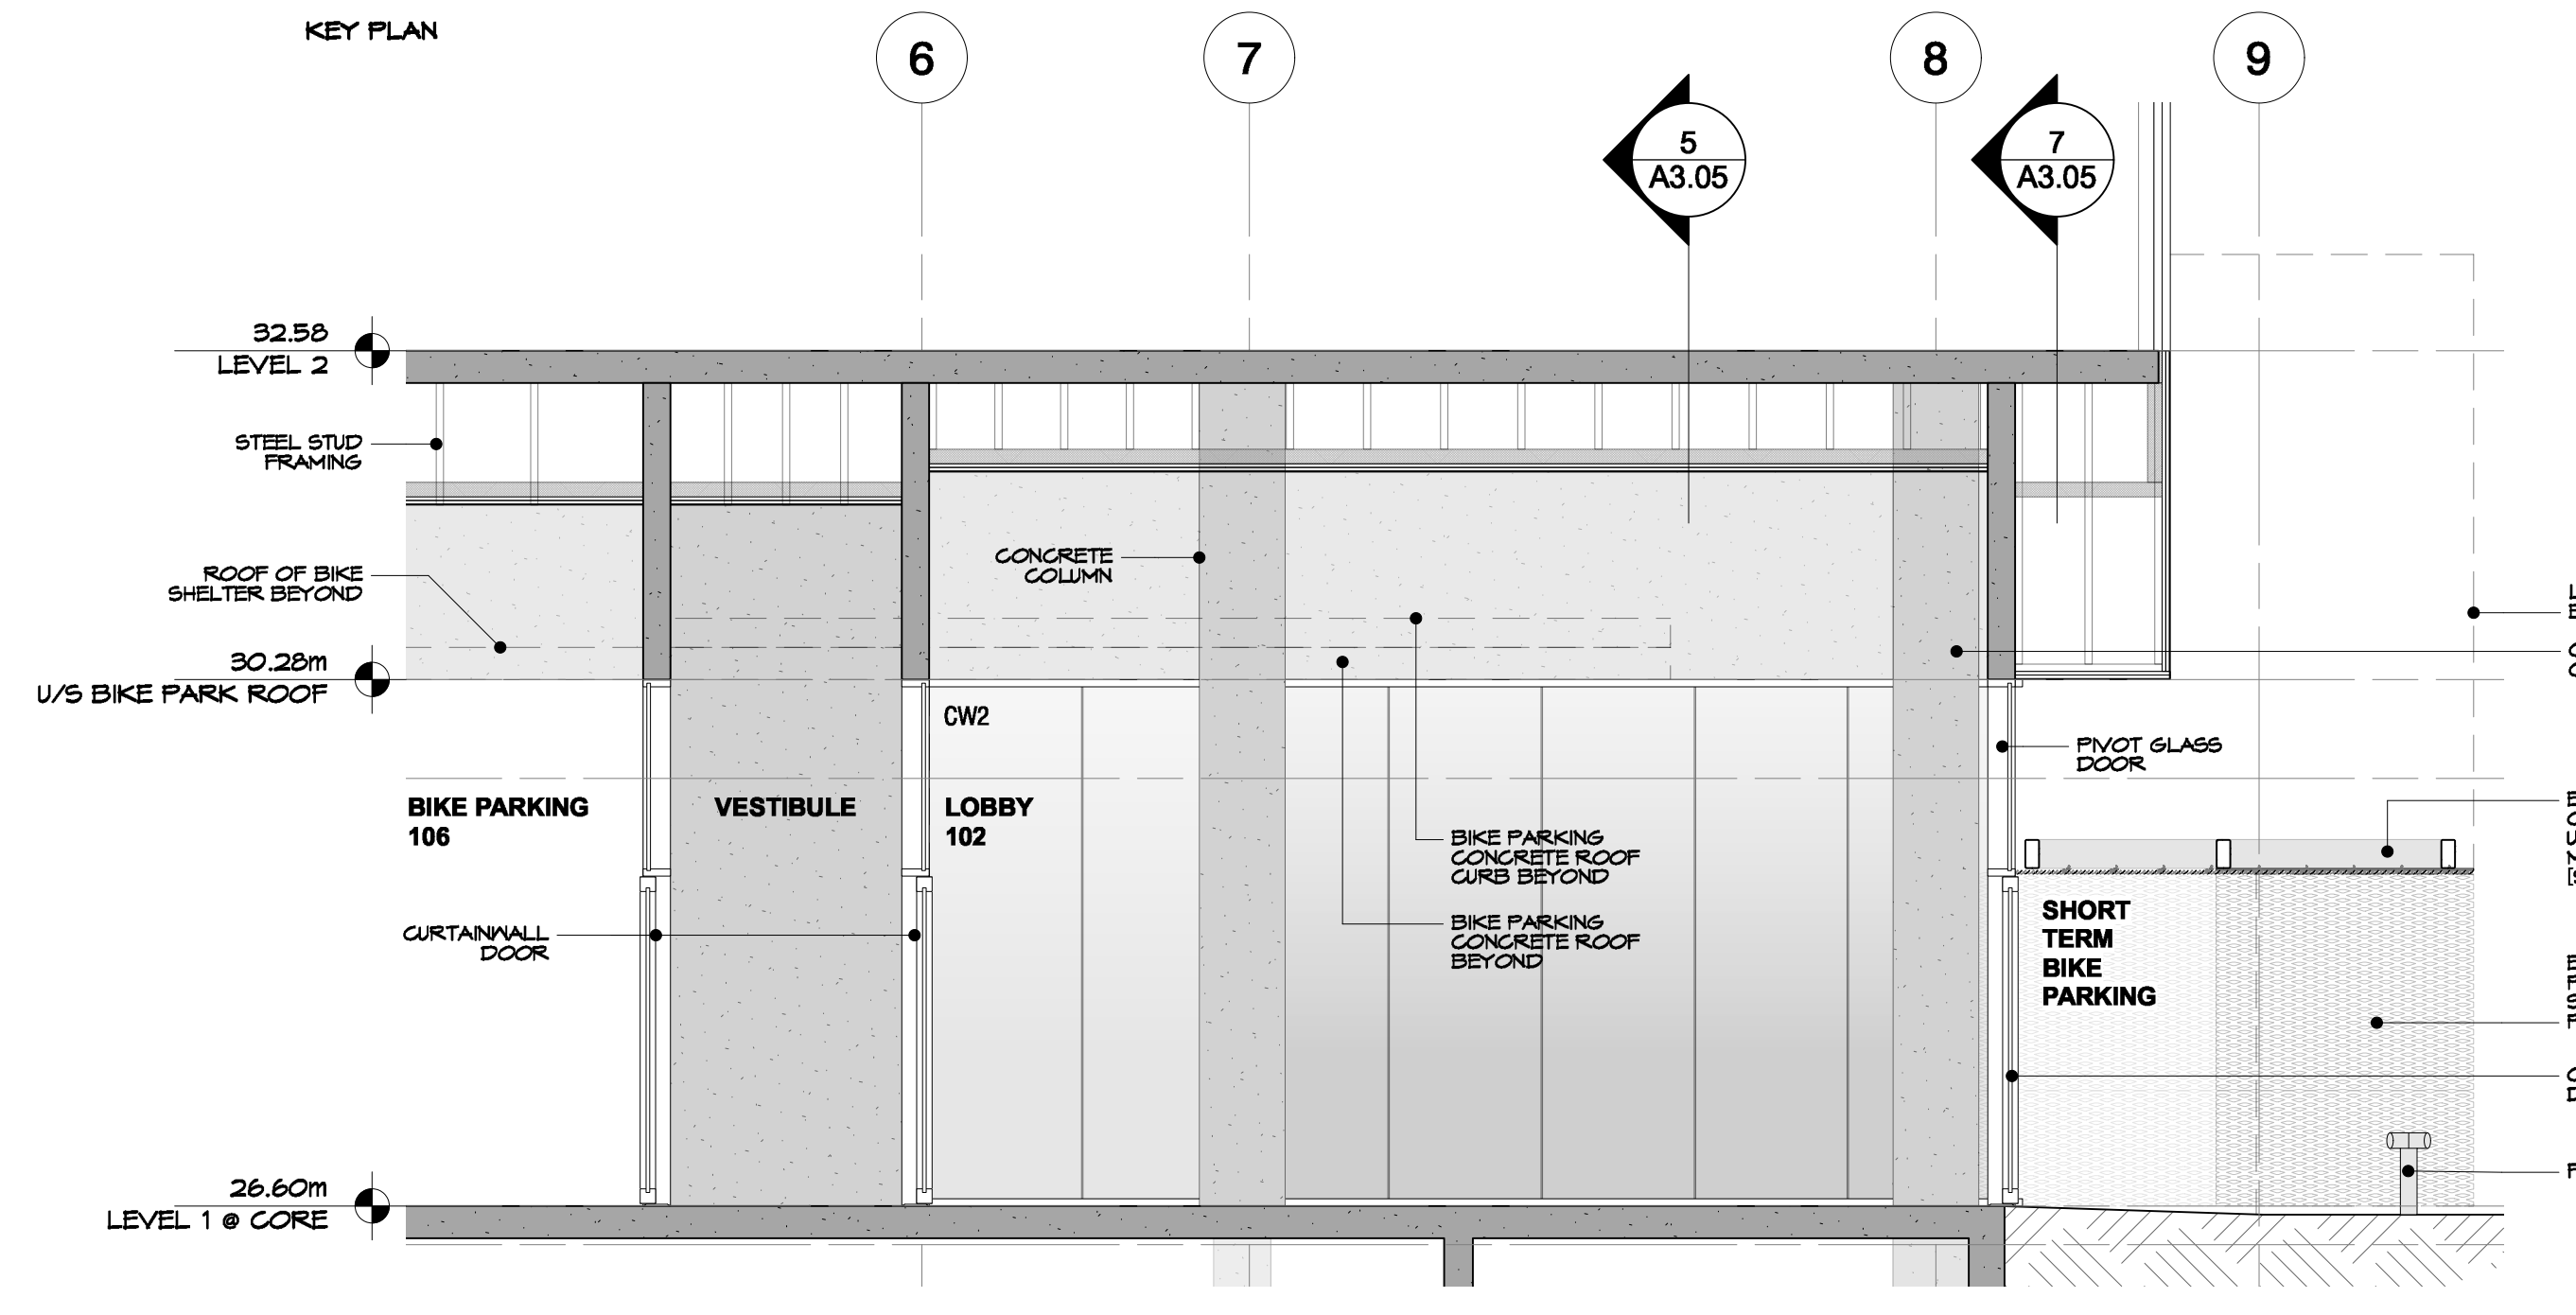 KEY PLAN
6
7
8
9
5
A3.05
7
A3.05
32.58
LEVEL 2
STEEL STUD
FRAMING
ROOF OF BIKE
SHELTER BEYOND
CONCRETE
COLUMN
30.28m
U/S BIKE PARK ROOF
CW2
PIVOT GLASS
DOOR
BIKE PARKING
106
VESTIBULE
LOBBY
102
BIKE PARKING
CONCRETE ROOF
CURB BEYOND
BIKE PARKING
CONCRETE ROOF
BEYOND
CURTAINWALL
DOOR
SHORT
TERM
BIKE
PARKING
26.60m
LEVEL 1 @ CORE